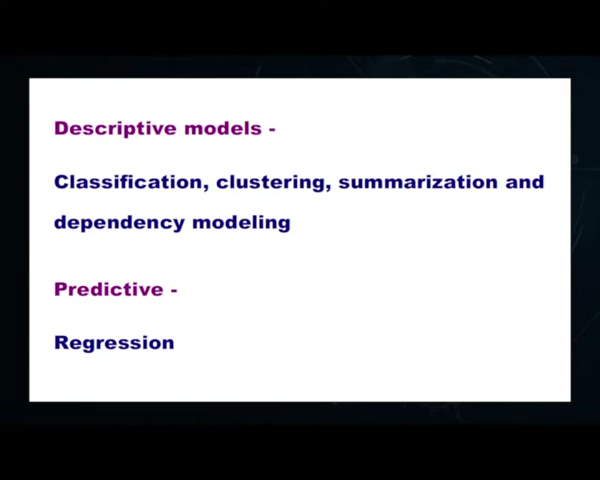 Descriptive models -
Classification, clustering, summarization and
dependency modeling
Predictive -
Regression